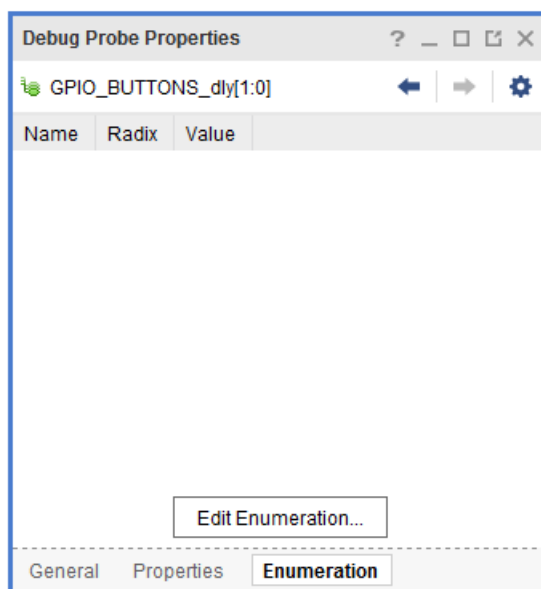 Debug Probe Properties ?
GPIO_BUTTONS_dly[1:0]
Name Radix Value
Edit Enumeration...
General Properties Enumeration